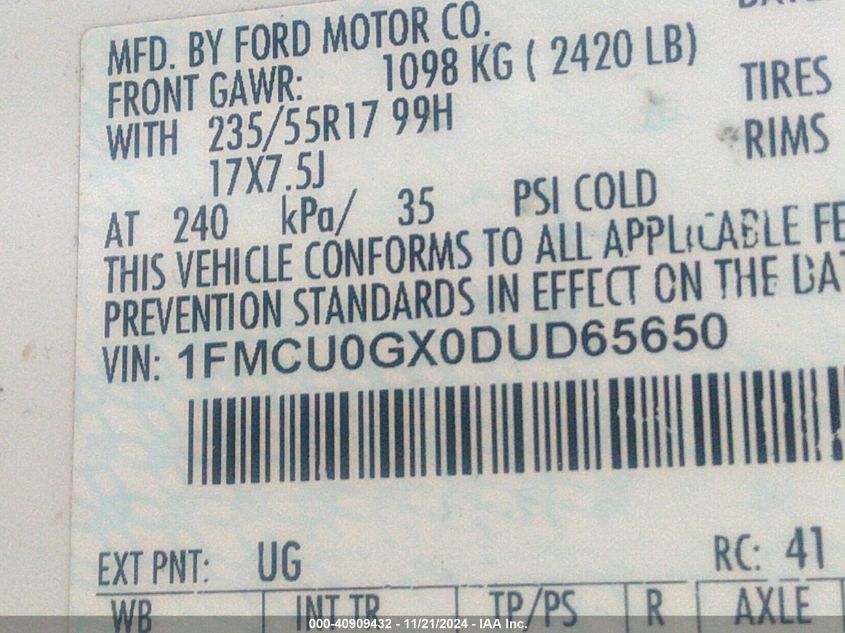 MFD. BY FORD MOTOR CO.
FRONT GAWR: 1098 KG ( 2420 LB)
TIRES
WITH 235/55R17 99H
RIMS
17X7.5J
AT 240 kPa/ 35 PSI COLD
THIS VEHICLE CONFORMS TO ALL APPLICABLE FE
PREVENTION STANDARDS IN EFFECT ON THE DAT
VIN: 1FMCU0GX0DUD65650
EXT PNT: UG RC: 41
WB INT TR TP/PS R AXLE
000-40909432 - 11/21/2024 - IAA Inc.